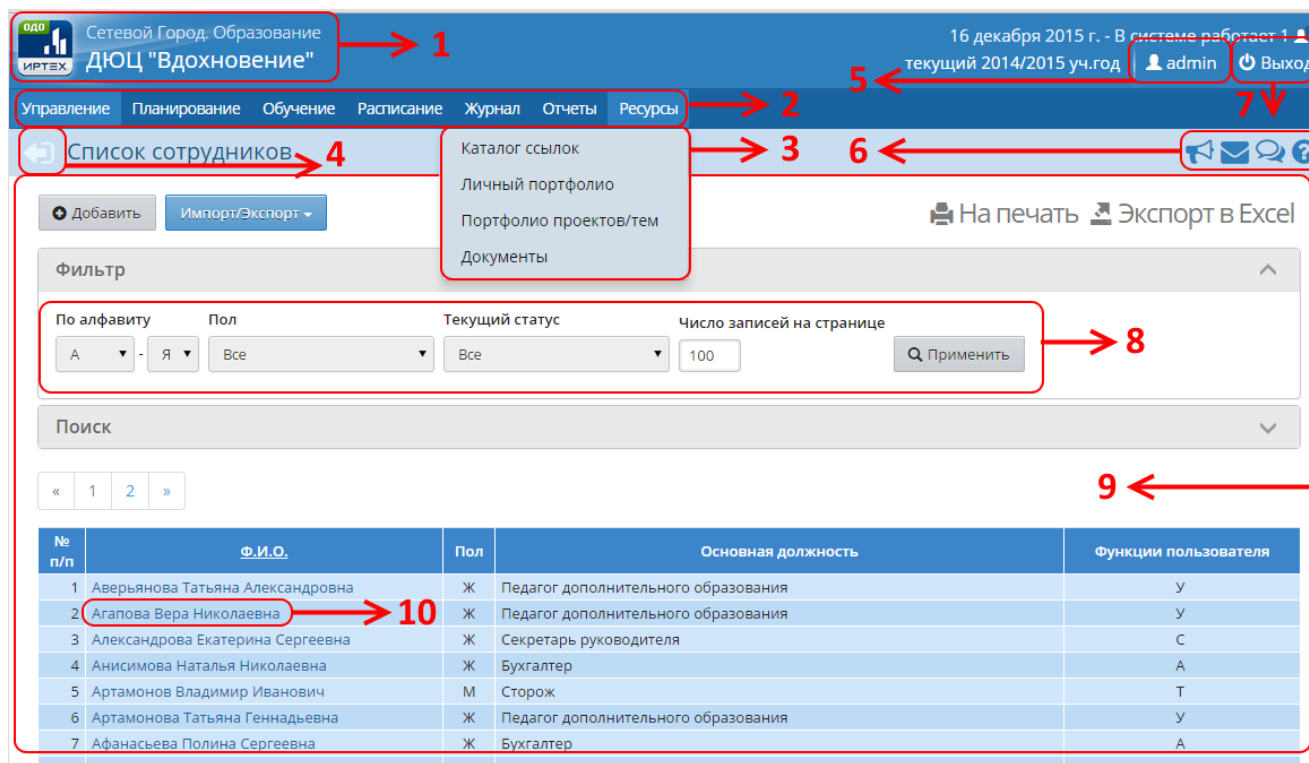 ОДО
ИРТЕХ
Сетевой Город. Образование
ДЮЦ "Вдохновение"
1
16 декабря 2015 г. - В системе работает 1
текущий 2014/2015 уч.год
5
admin
Выход
Управление Планирование Обучение Расписание Журнал Отчеты Ресурсы
2
7
Список сотрудников
4
Каталог ссылок
Личный портфолио
Портфолио проектов/тем
Документы
3
6
Добавить Импорт/Экспорт
На печать Экспорт в Excel
Фильтр
По алфавиту Пол Текущий статус Число записей на странице
А - Я Все Все 100 Применить
8
Поиск
« 1 2 »
9
№ п/п Ф.И.О. Пол Основная должность Функции пользователя
1 Аверьянова Татьяна Александровна Ж Педагог дополнительного образования У
2 Агапова Вера Николаевна Ж Педагог дополнительного образования У
10
3 Александрова Екатерина Сергеевна Ж Секретарь руководителя С
4 Анисимова Наталья Николаевна Ж Бухгалтер А
5 Артамонов Владимир Иванович М Сторож Т
6 Артамонова Татьяна Геннадьевна Ж Педагог дополнительного образования У
7 Афанасьева Полина Сергеевна Ж Бухгалтер А